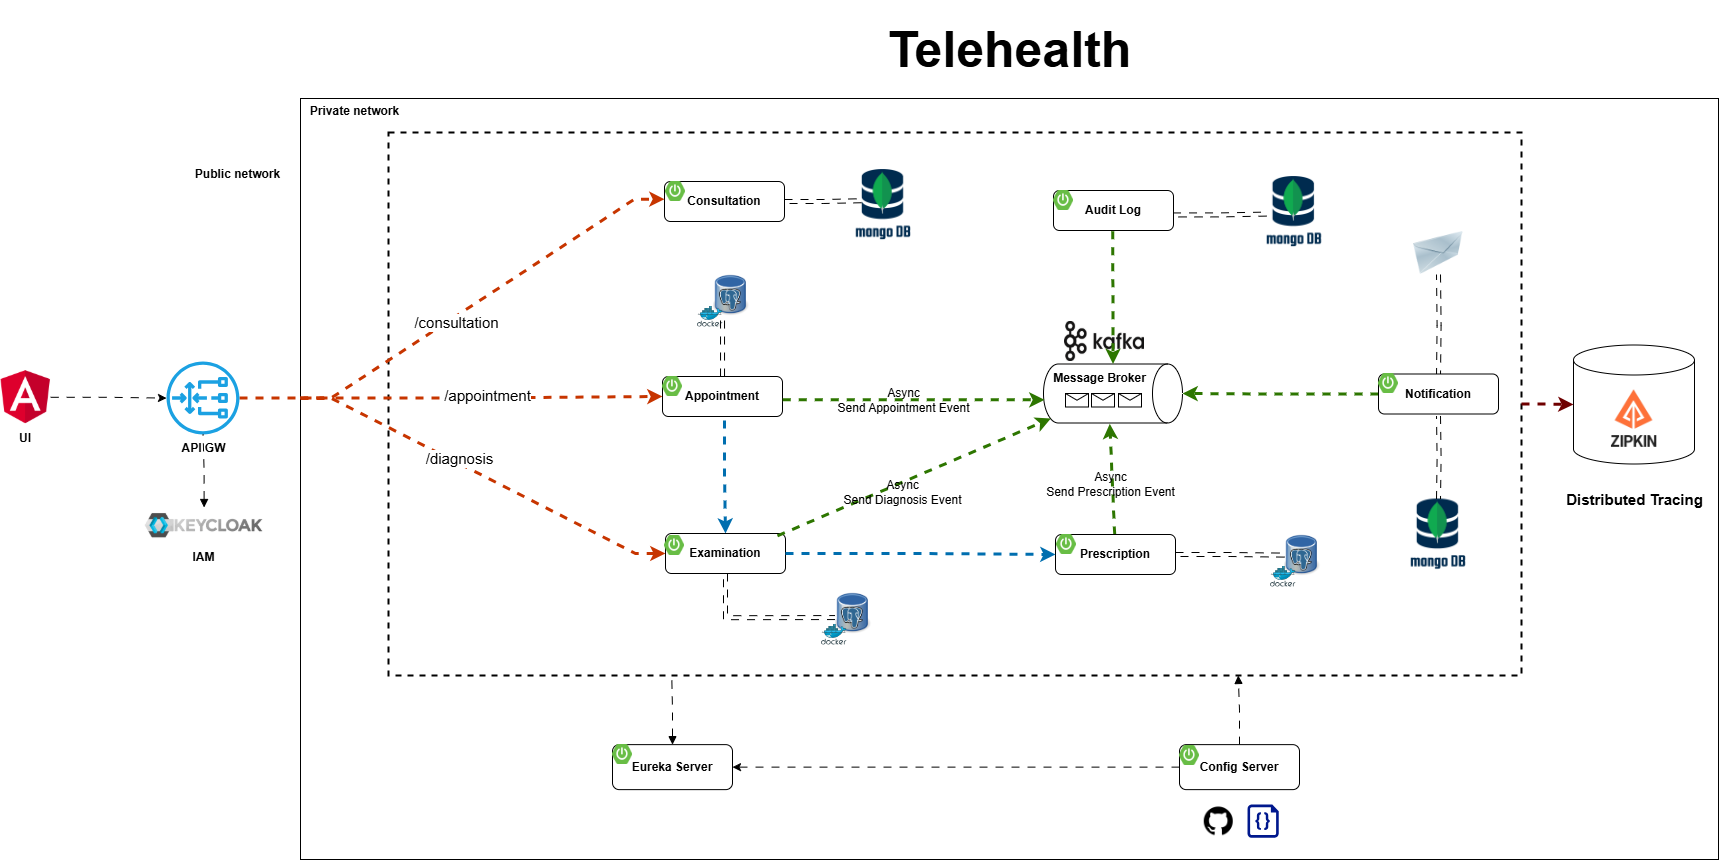 Telehealth
Private network
Public network
Consultation
mongo DB
Audit Log
mongo DB
docker
/consultation
kafka
Message Broker
/appointment
Appointment
Async
Send Appointment Event
Notification
UI
APIGW
/diagnosis
ZIPKIN
Distributed Tracing
Async
Send Diagnosis Event
Async
Send Prescription Event
KEYCLOAK
IAM
Examination
Prescription
docker
mongo DB
docker
Eureka Server
Config Server